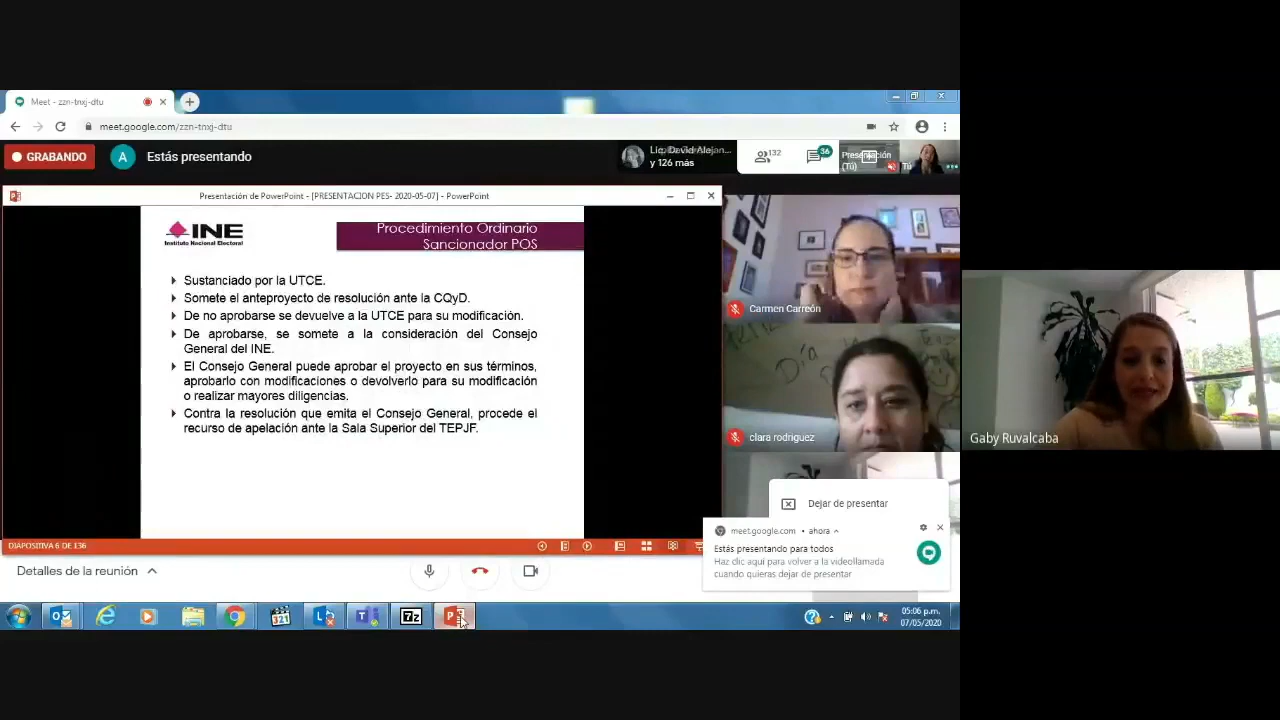 Meet - zzn-tnxj-dtu
meet.google.com/zzn-tnxj-dtu
GRABANDO
A
Estás presentando
y 126 más
132
36
Presentación
(Tú)
Tú
Presentación de PowerPoint - [PRESENTACION PES- 2020-05-07] - PowerPoint
INE
Instituto Nacional Electoral
Procedimiento Ordinario
Sancionador POS
Sustanciado por la UTCE.
Somete el anteproyecto de resolución ante la CQyD.
De no aprobarse se devuelve a la UTCE para su modificación.
De aprobarse, se somete a la consideración del Consejo
General del INE.
El Consejo General puede aprobar el proyecto en sus términos,
aprobarlo con modificaciones o devolverlo para su modificación
o realizar mayores diligencias.
Contra la resolución que emita el Consejo General, procede el
recurso de apelación ante la Sala Superior del TEPJF.
Carmen Carreón
clara rodriguez
Gaby Ruvalcaba
Dejar de presentar
meet.google.com • ahora
Estás presentando para todos
Haz clic aquí para volver a la videollamada
cuando quieras dejar de presentar
DIAPOSITIVA 6 DE 136
Detalles de la reunión
321
7z
05:06 p.m.
07/05/2020